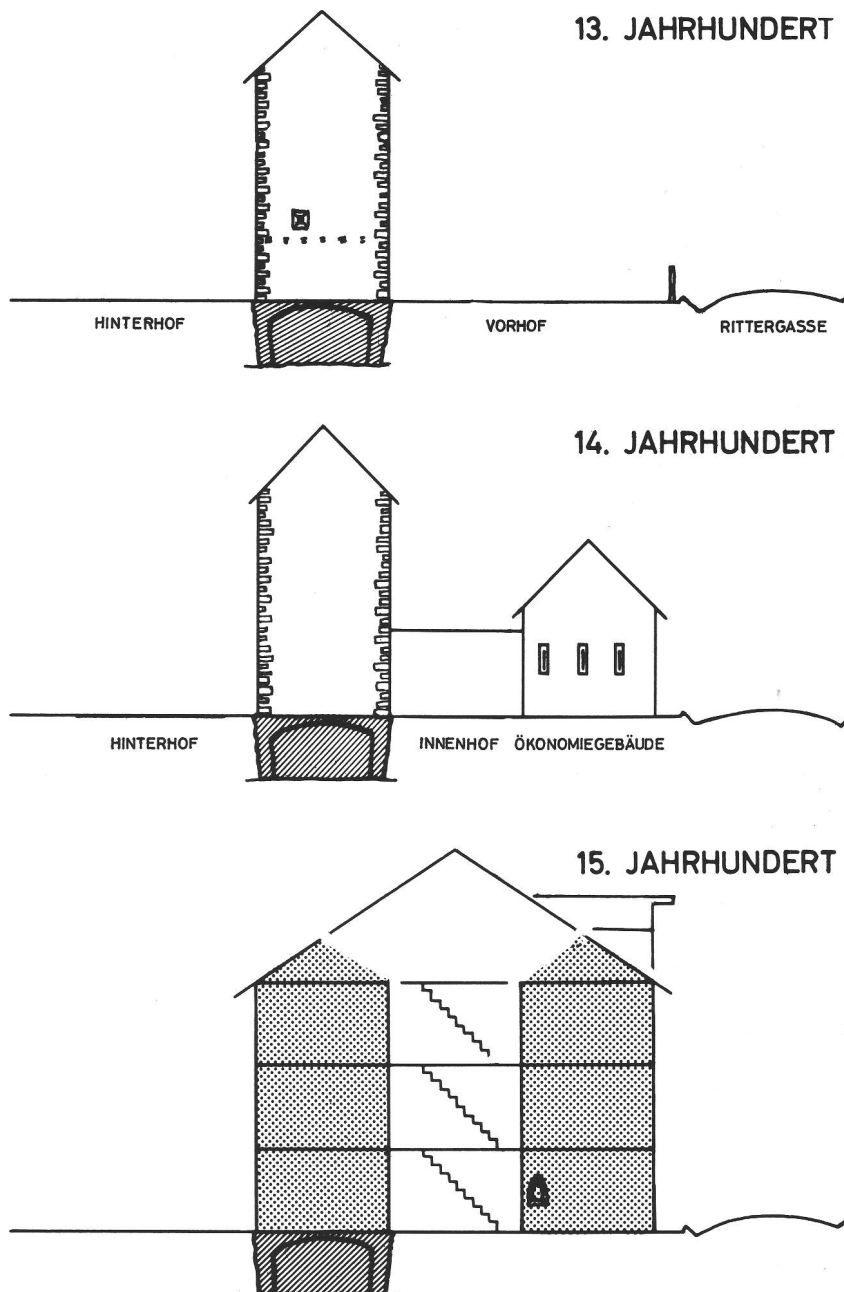 13. JAHRHUNDERT
HINTERHOF VORHOF RITTERGASSE
14. JAHRHUNDERT
HINTERHOF INNENHOF ÖKONOMIEGEBÄUDE
15. JAHRHUNDERT